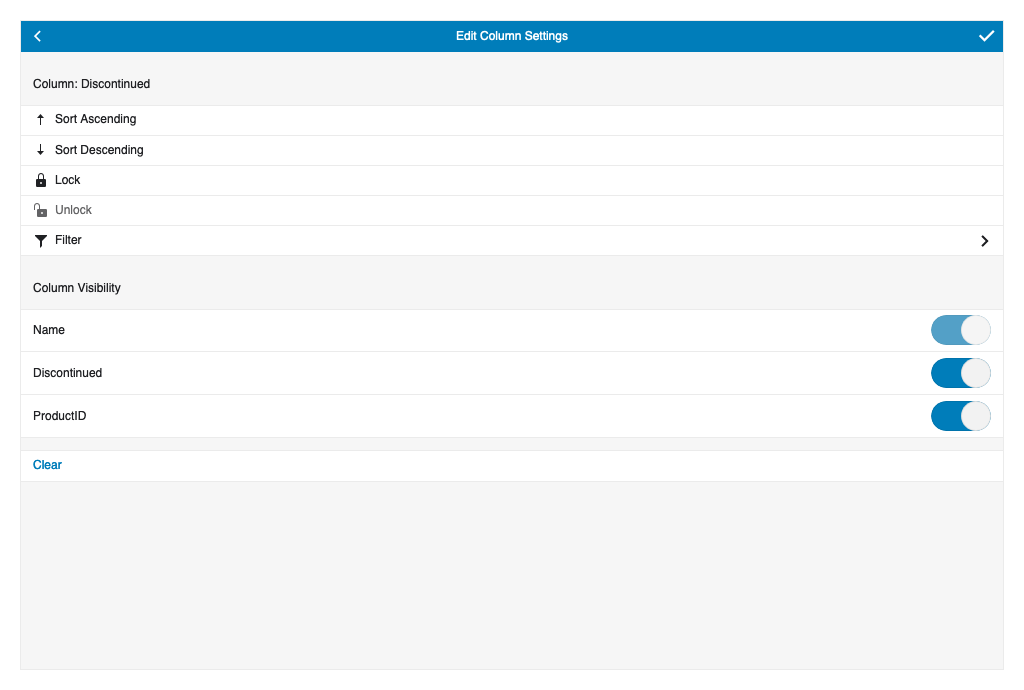 Edit Column Settings
Column: Discontinued
Sort Ascending
Sort Descending
Lock
Unlock
Filter
Column Visibility
Name
Discontinued
ProductID
Clear